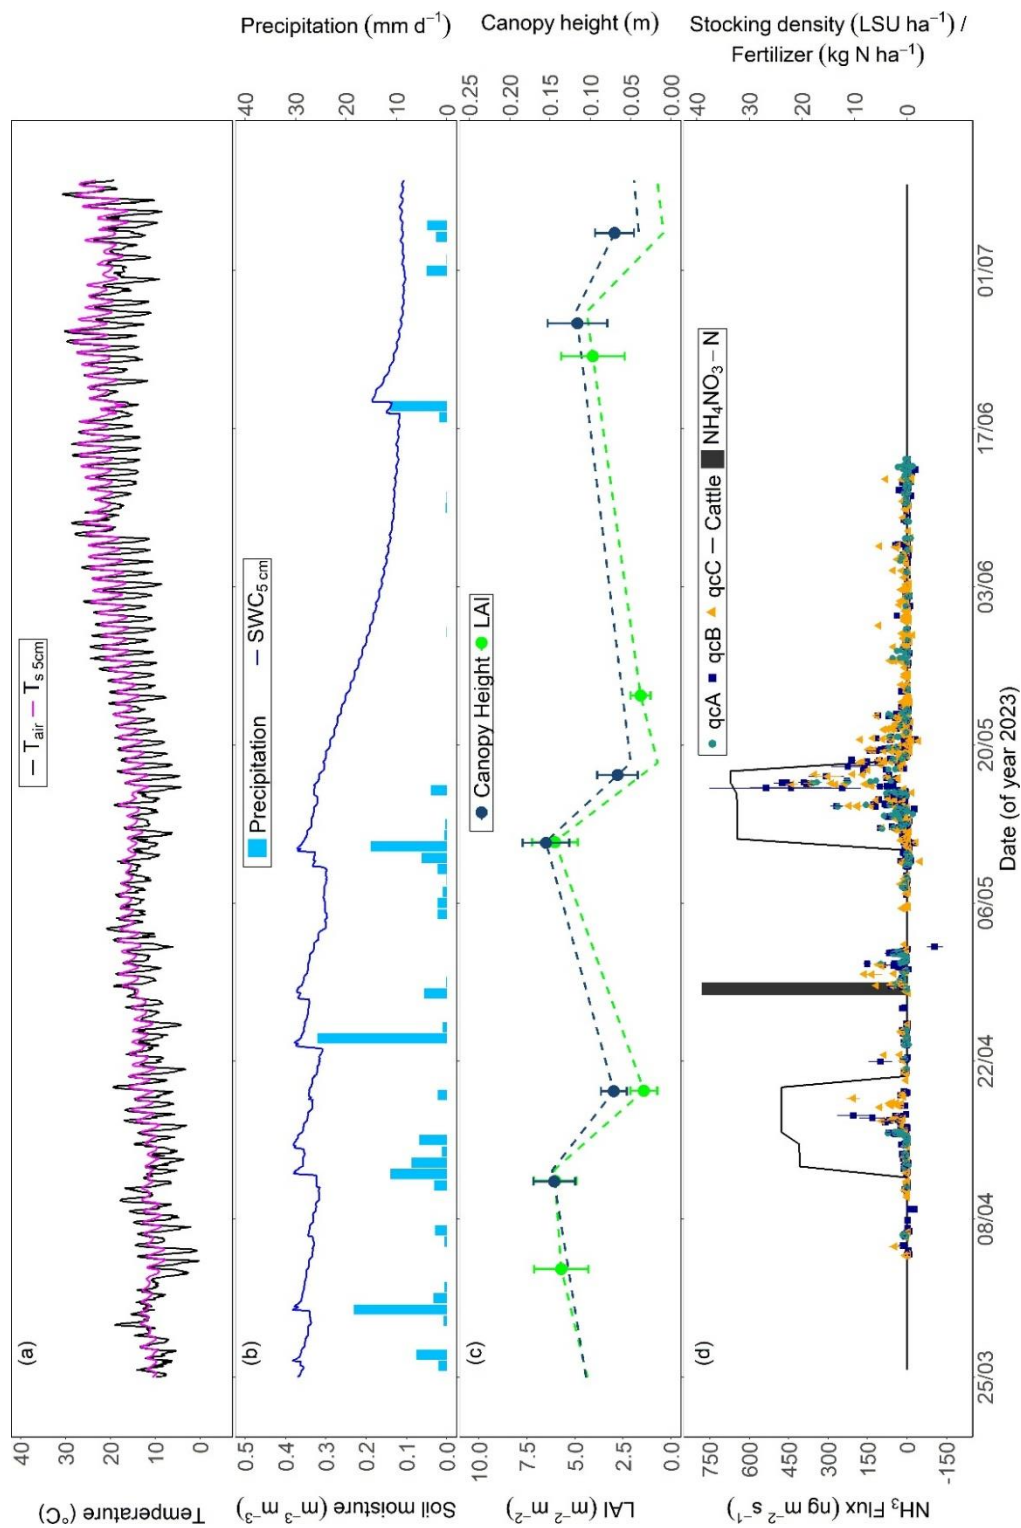 (a)
— T_air — T_s 5cm
Temperature (°C)
40
20
0
(b)
Precipitation — SWC_5 cm
Soil moisture (m⁻³ m⁻³)
0.5
0.4
0.3
0.2
0.1
0.0
Precipitation (mm d⁻¹)
40
30
20
10
0
(c)
Canopy Height LAI
LAI (m⁻² m⁻²)
10.0
7.5
5.0
2.5
0.0
Canopy height (m)
0.25
0.20
0.15
0.10
0.05
0.00
(d)
qcA qcB qcC — Cattle NH₄NO₃ – N
NH₃ Flux (ng m⁻² s⁻¹)
750
450
300
150
0
-150
Stocking density (LSU ha⁻¹) /
Fertilizer (kg N ha⁻¹)
40
30
20
10
0
25/03
08/04
22/04
06/05
20/05
03/06
17/06
01/07
Date (of year 2023)